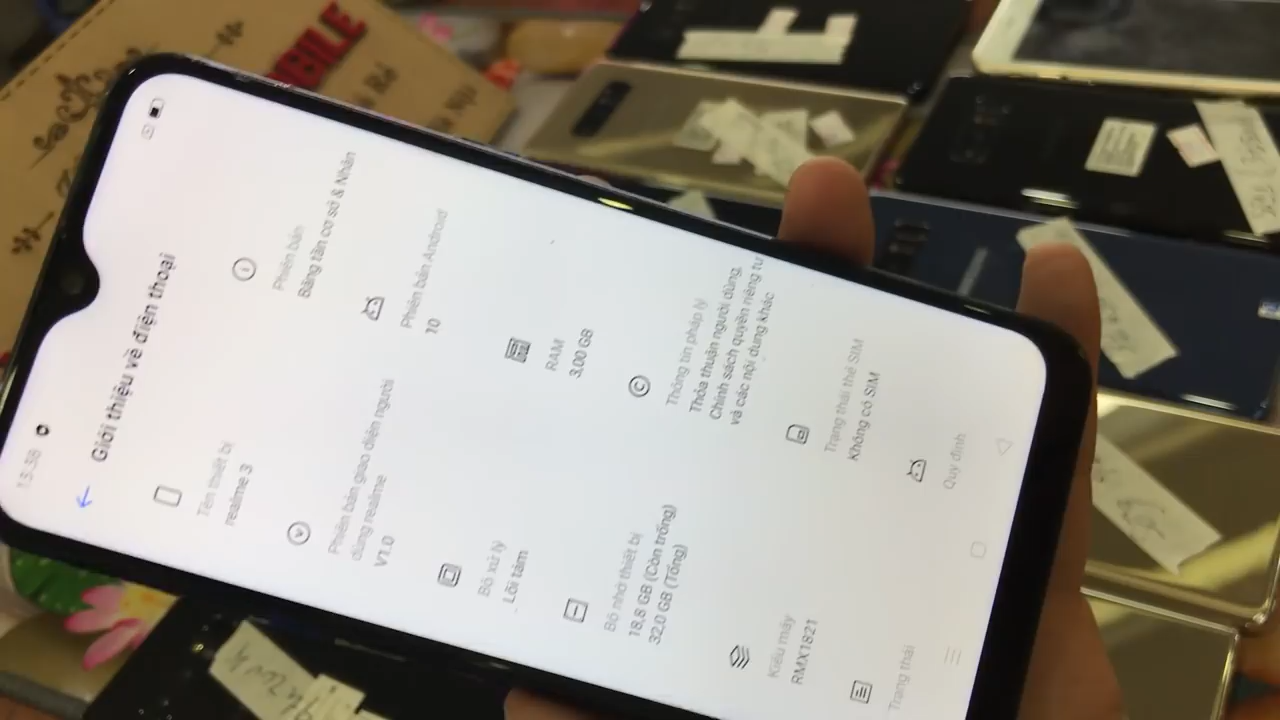 15:38
Giới thiệu về điện thoại
Tên thiết bị
realme 3
Phiên bản
Băng tần cơ sở & Nhân
Phiên bản giao diện người
dùng realme
V1.0
Phiên bản Android
10
Bộ xử lý
Lõi tám
RAM
3,00 GB
Bộ nhớ thiết bị
18,8 GB (Còn trống)
32,0 GB (Tổng)
Thông tin pháp lý
Thỏa thuận người dùng,
Chính sách quyền riêng tư
và các nội dung khác
Kiểu máy
RMX1821
Trạng thái thẻ SIM
Không có SIM
Trạng thái
Quy định
MOBILE